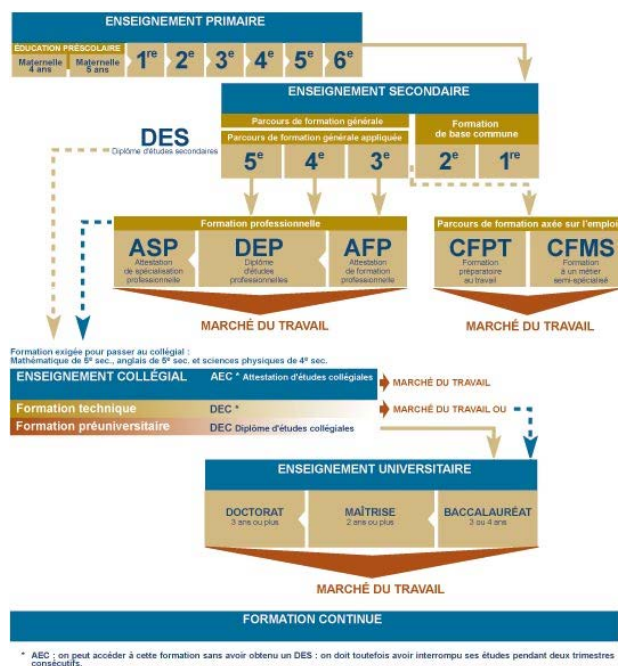 ENSEIGNEMENT PRIMAIRE
ÉDUCATION PRÉSCOLAIRE
Maternelle 4 ans
Maternelle 5 ans
1re 2e 3e 4e 5e 6e
ENSEIGNEMENT SECONDAIRE
Parcours de formation générale
Parcours de formation générale appliquée
Formation
de base commune
5e 4e 3e 2e 1re
DES
Diplôme d'études secondaires
Formation professionnelle
ASP
Attestation
de spécialisation
professionnelle
DEP
Diplôme
d'études
professionnelles
AFP
Attestation
de formation
professionnelle
Parcours de formation axée sur l'emploi
CFPT
Formation
préparatoire
au travail
CFMS
Formation
à un métier
semi-spécialisé
MARCHÉ DU TRAVAIL
MARCHÉ DU TRAVAIL
Formation exigée pour passer au collégial :
Mathématique de 5e sec., anglais de 5e sec. et sciences physiques de 4e sec.
ENSEIGNEMENT COLLÉGIAL AEC * Attestation d'études collégiales MARCHÉ DU TRAVAIL
Formation technique DEC * MARCHÉ DU TRAVAIL OU
Formation préuniversitaire DEC Diplôme d'études collégiales
ENSEIGNEMENT UNIVERSITAIRE
DOCTORAT
3 ans ou plus
MAÎTRISE
2 ans ou plus
BACCALAURÉAT
3 ou 4 ans
MARCHÉ DU TRAVAIL
FORMATION CONTINUE
* AEC : on peut accéder à cette formation sans avoir obtenu un DES : on doit toutefois avoir interrompu ses études pendant deux trimestres
consécutifs.